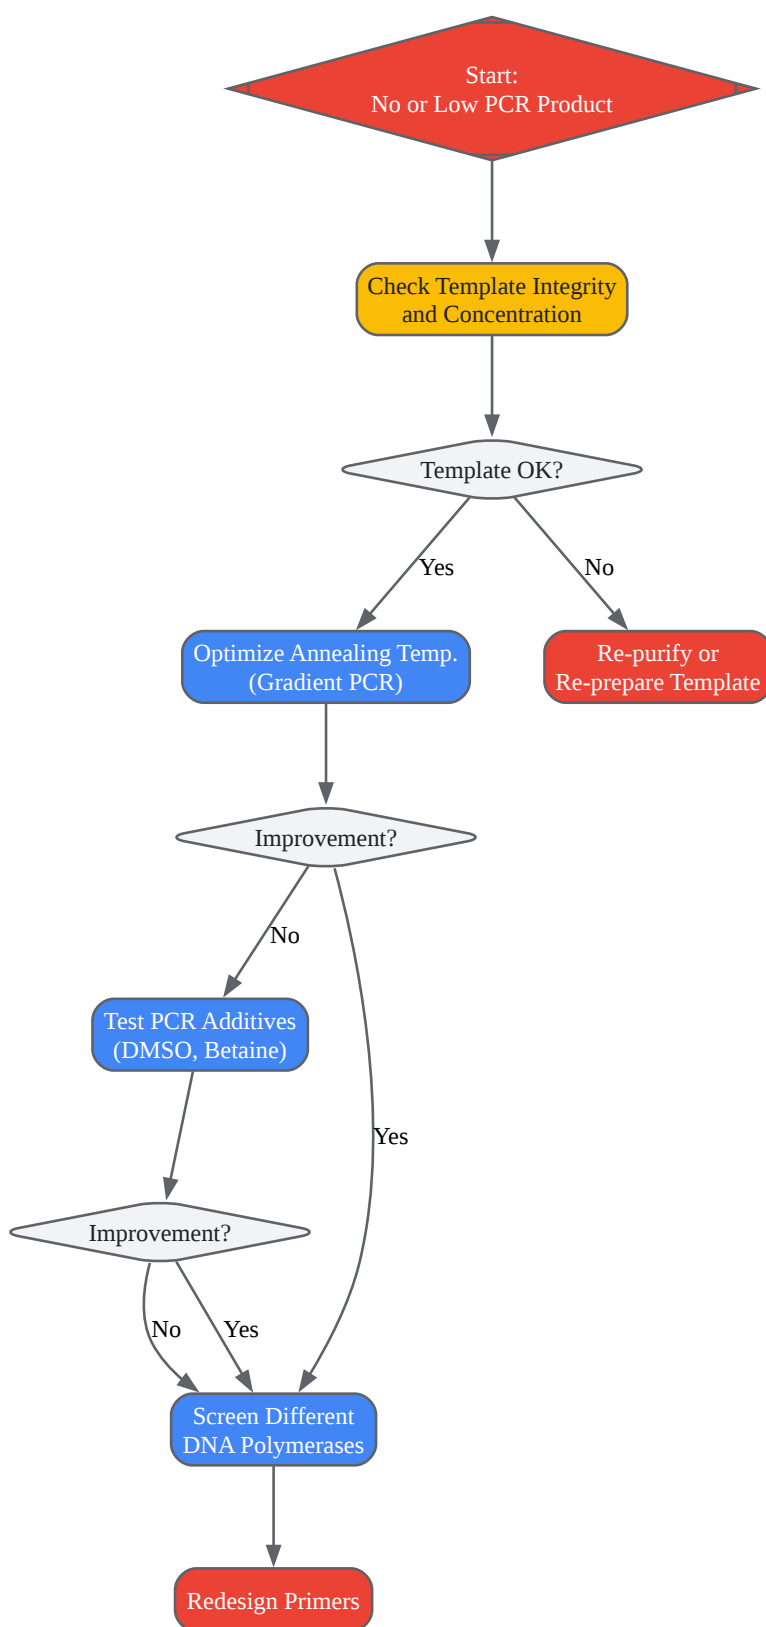 Start:
No or Low PCR Product
Check Template Integrity
and Concentration
Template OK?
Yes
No
Optimize Annealing Temp.
(Gradient PCR)
Re-purify or
Re-prepare Template
Improvement?
No
Test PCR Additives
(DMSO, Betaine)
Yes
Improvement?
No
Yes
Screen Different
DNA Polymerases
Redesign Primers